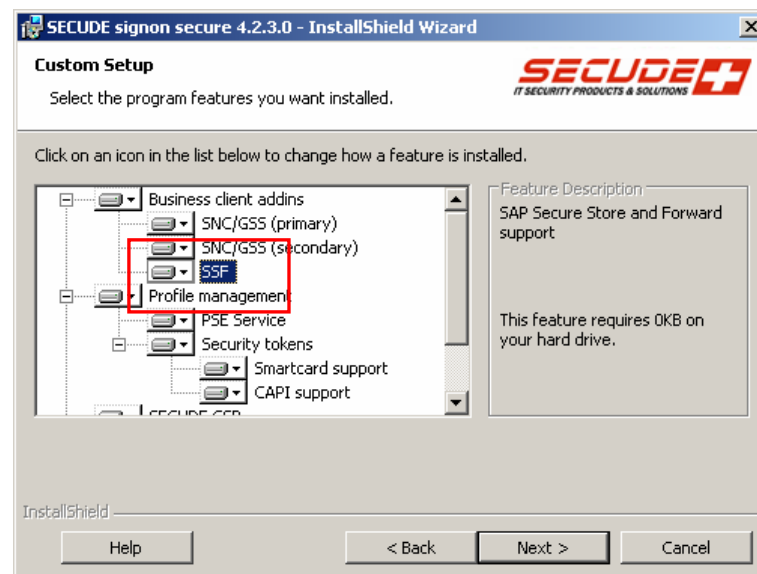 SECUDE signon secure 4.2.3.0 - InstallShield Wizard
Custom Setup
Select the program features you want installed.
SECUDE
IT SECURITY PRODUCTS & SOLUTIONS
Click on an icon in the list below to change how a feature is installed.
Business client addins
SNC/GSS (primary)
SNC/GSS (secondary)
SSF
Profile management
PSE Service
Security tokens
Smartcard support
CAPI support
Feature Description
SAP Secure Store and Forward
support
This feature requires 0KB on
your hard drive.
InstallShield
Help
< Back
Next >
Cancel